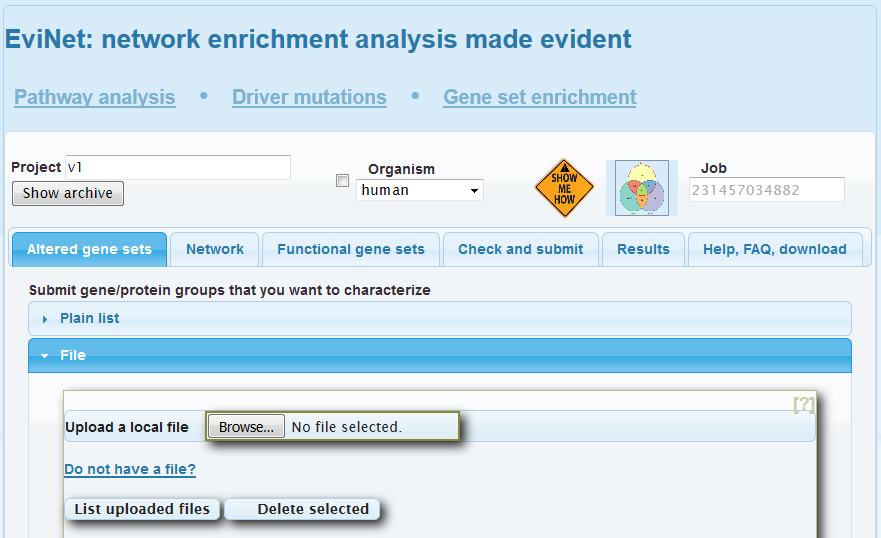 EviNet: network enrichment analysis made evident
Pathway analysis • Driver mutations • Gene set enrichment
Project v1
Show archive
Organism
human
SHOW ME HOW
Job
231457034882
Altered gene sets Network Functional gene sets Check and submit Results Help, FAQ, download
Submit gene/protein groups that you want to characterize
Plain list
File
[?]
Upload a local file Browse... No file selected.
Do not have a file?
List uploaded files Delete selected